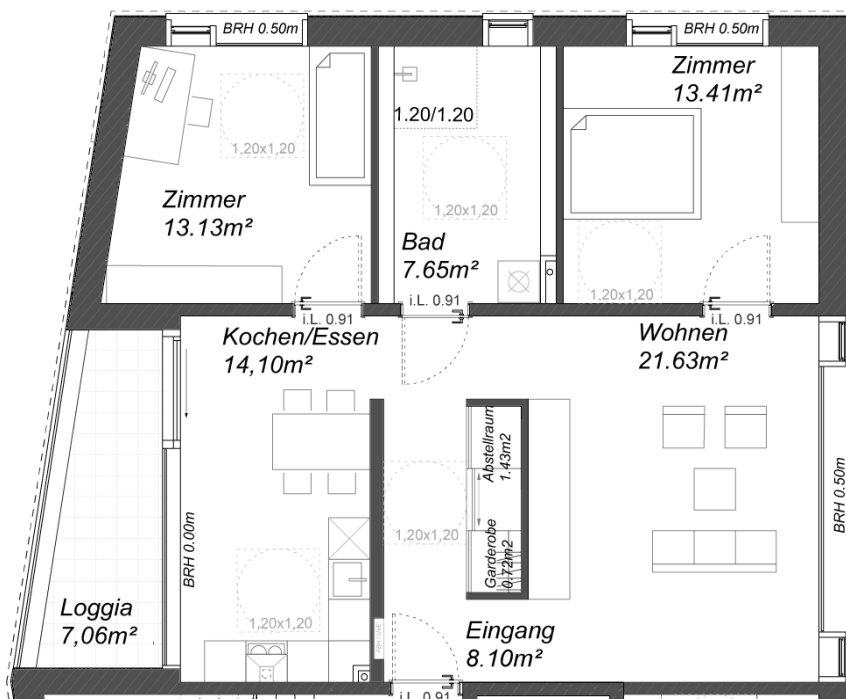 BRH 0.50m
BRH 0.50m
Zimmer
13.41m²
1.20/1.20
1,20x1,20
Zimmer
13.13m²
1,20x1,20
Bad
7.65m²
1,20x1,20
i.L. 0.91
i.L. 0.91
i.L. 0.91
Kochen/Essen
14,10m²
Wohnen
21.63m²
Abstellraum
1.43m2
BRH 0.50m
1,20x1,20
BRH 0.00m
Garderobe
0.72m2
1,20x1,20
Loggia
7,06m²
Eingang
8.10m²
i.L. 0.91